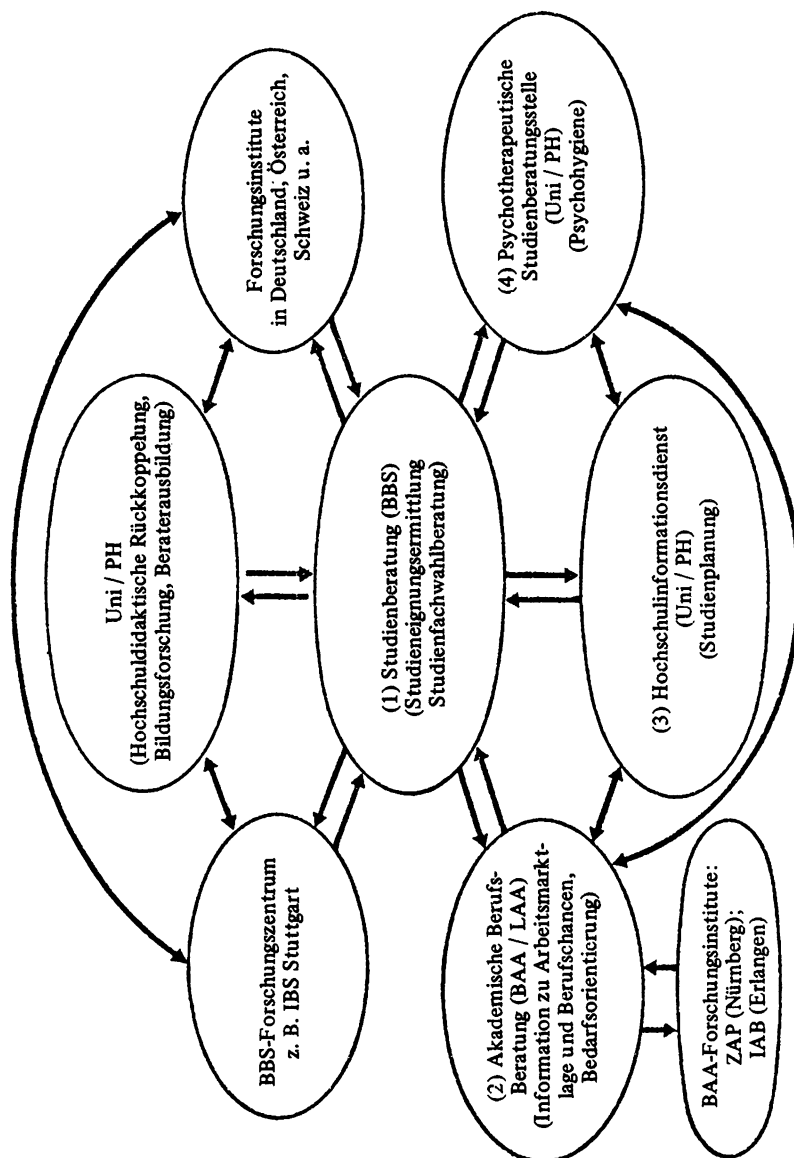 Uni / PH
(Hochschuldidaktische Rückkoppelung,
Bildungsforschung, Beraterausbildung)
BBS-Forschungszentrum
z. B. IBS Stuttgart
Forschungsinstitute
in Deutschland, Österreich,
Schweiz u. a.
(1) Studienberatung (BBS)
(Studieneignungsermittlung
Studienfachwahlberatung)
(2) Akademische Berufs-
Beratung (BAA / LAA)
(Information zu Arbeitsmarkt-
lage und Berufschancen,
Bedarfsorienticrung)
(4) Psychotherapeutische
Studienberatungsstelle
(Uni / PH)
(Psychohygiene)
(3) Hochschulinformationsdienst
(Uni / PH)
(Studienplanung)
BAA-Forschungsinstitute:
ZAP (Nürnberg);
IAB (Erlangen)